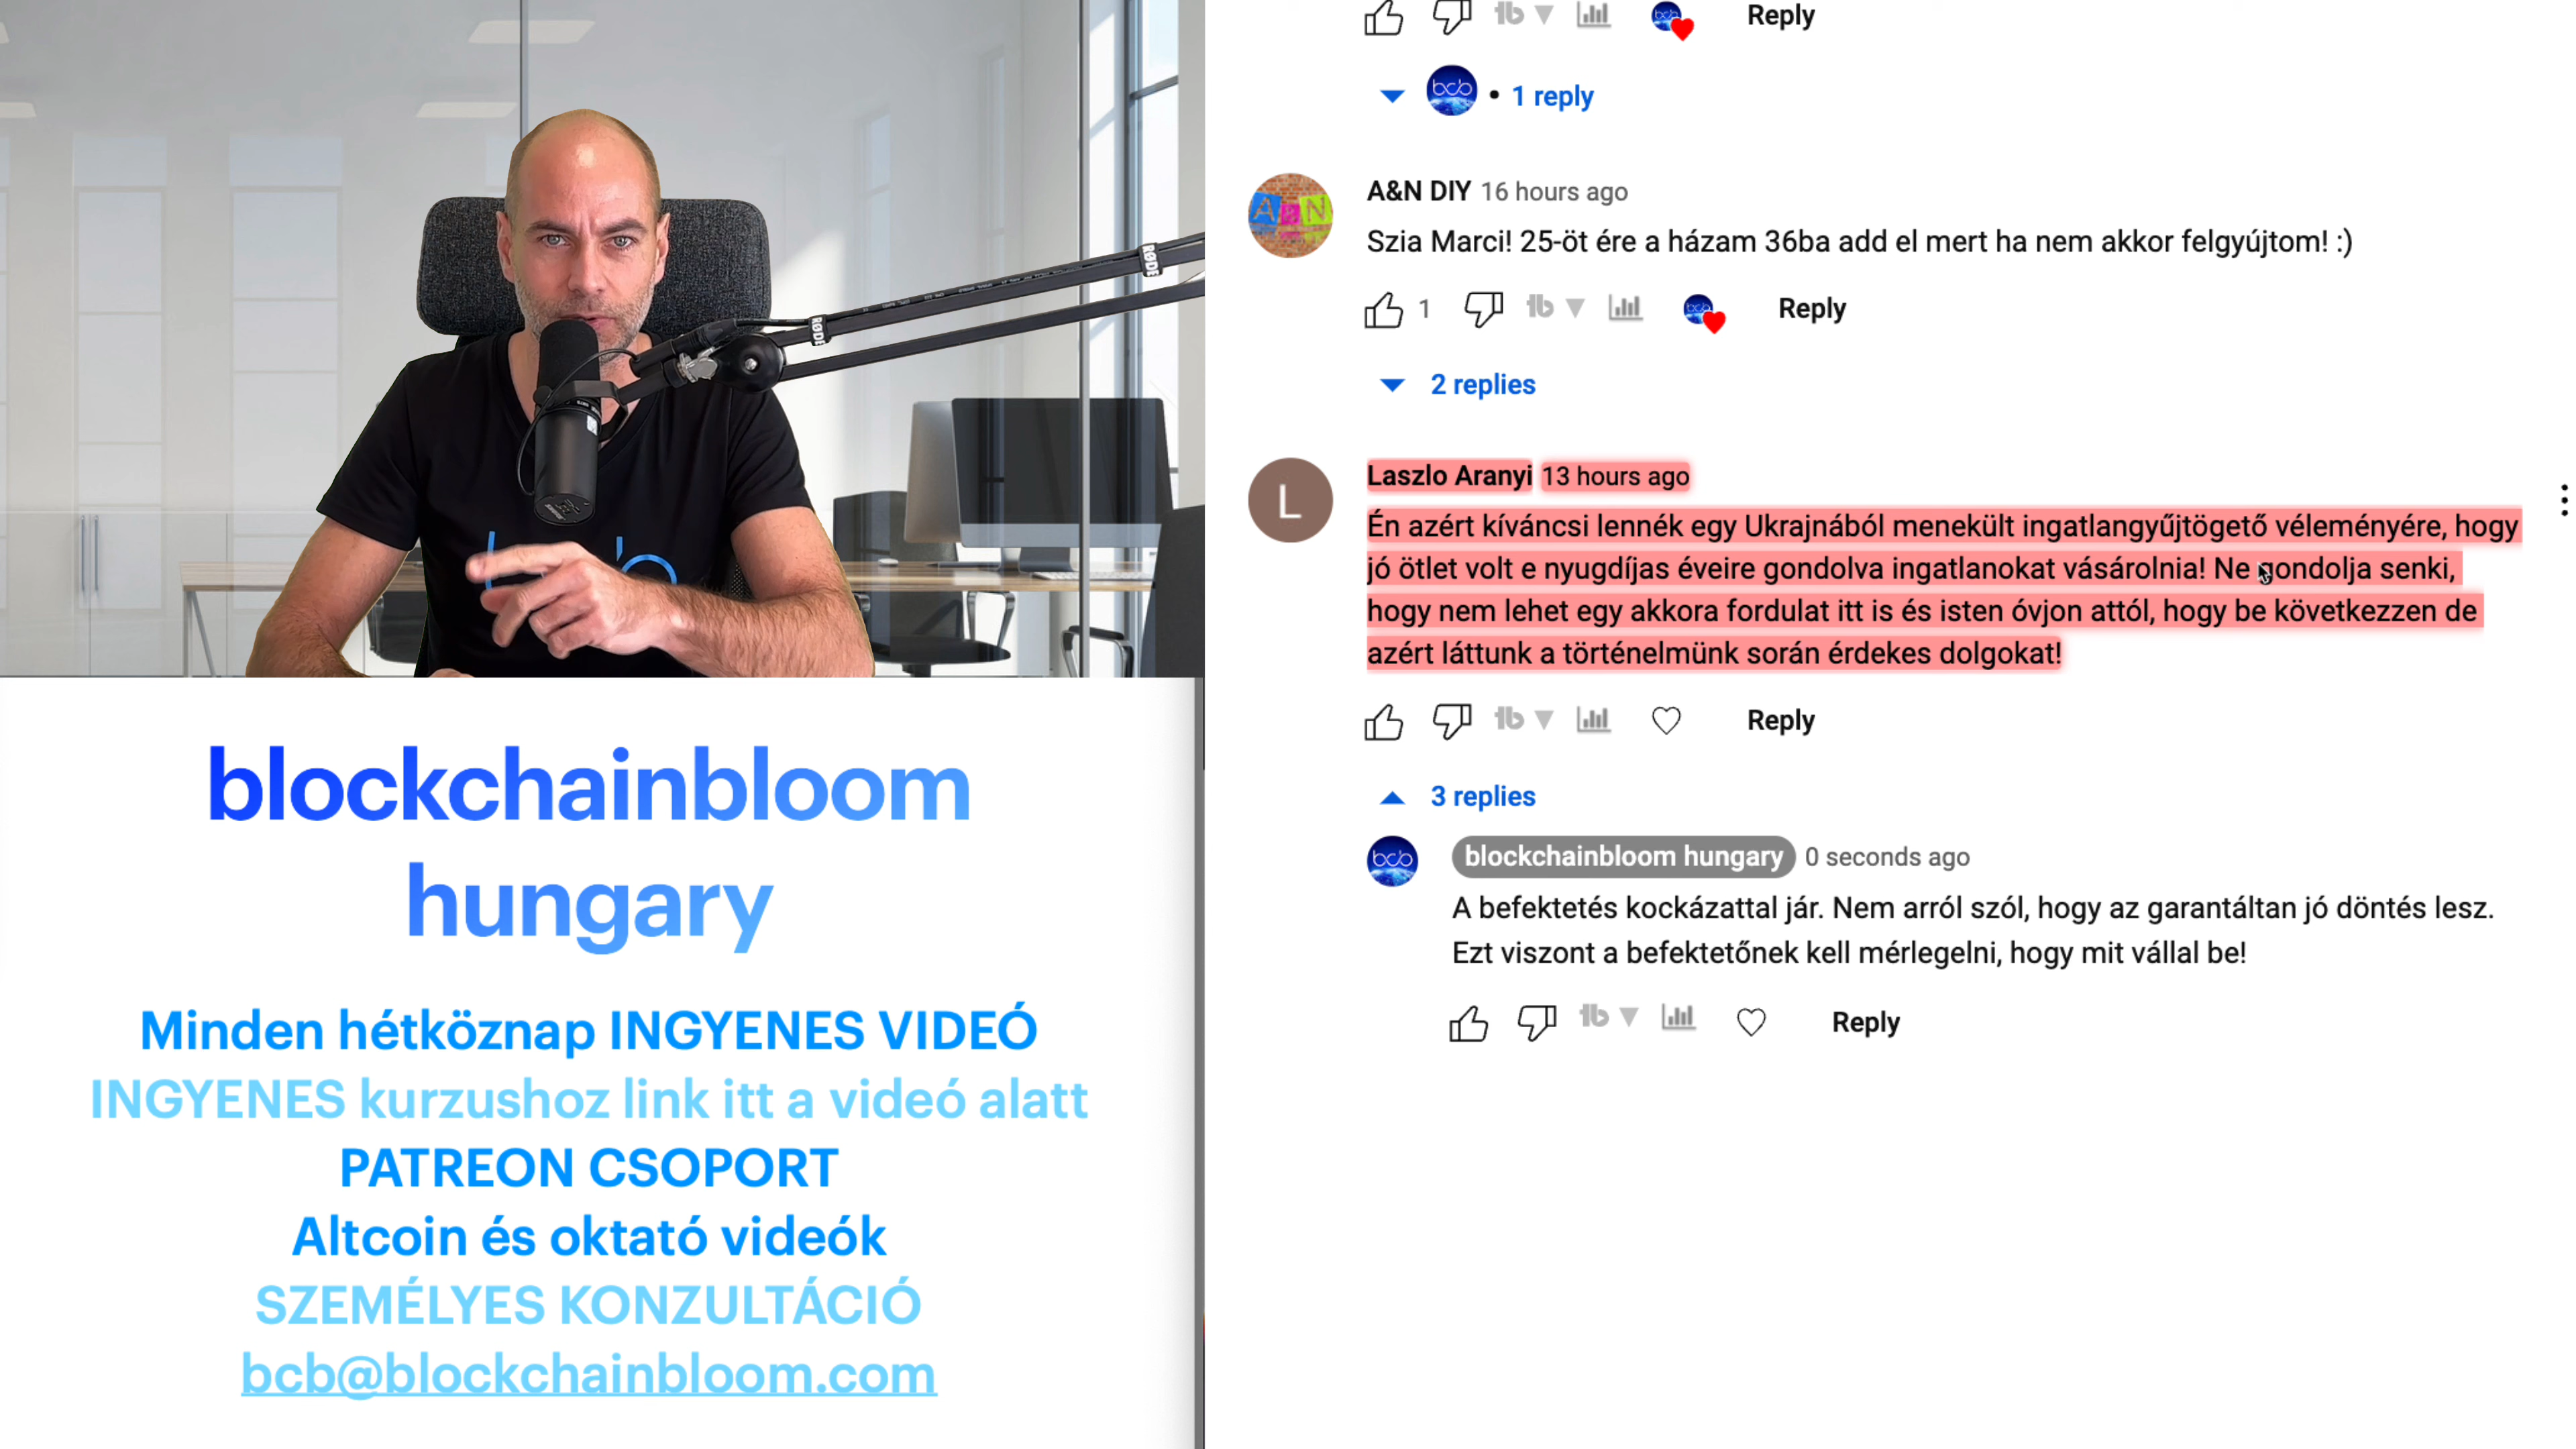 RØDE
RØDE
b b
blockchainbloom
hungary
Minden hétköznap INGYENES VIDEÓ
INGYENES kurzushoz link itt a videó alatt
PATREON CSOPORT
Altcoin és oktató videók
SZEMÉLYES KONZULTÁCIÓ
bcb@blockchainbloom.com
Reply
bcb • 1 reply
A&N
A&N DIY 16 hours ago
Szia Marci! 25-öt ére a házam 36ba add el mert ha nem akkor felgyújtom! :)
1 Reply
2 replies
L
Laszlo Aranyi 13 hours ago
Én azért kíváncsi lennék egy Ukrajnából menekült ingatlangyűjtögető véleményére, hogy
jó ötlet volt e nyugdíjas éveire gondolva ingatlanokat vásárolnia! Ne gondolja senki,
hogy nem lehet egy akkora fordulat itt is és isten óvjon attól, hogy be következzen de
azért láttunk a történelmünk során érdekes dolgokat!
Reply
3 replies
bcb
blockchainbloom hungary 0 seconds ago
A befektetés kockázattal jár. Nem arról szól, hogy az garantáltan jó döntés lesz.
Ezt viszont a befektetőnek kell mérlegelni, hogy mit vállal be!
Reply